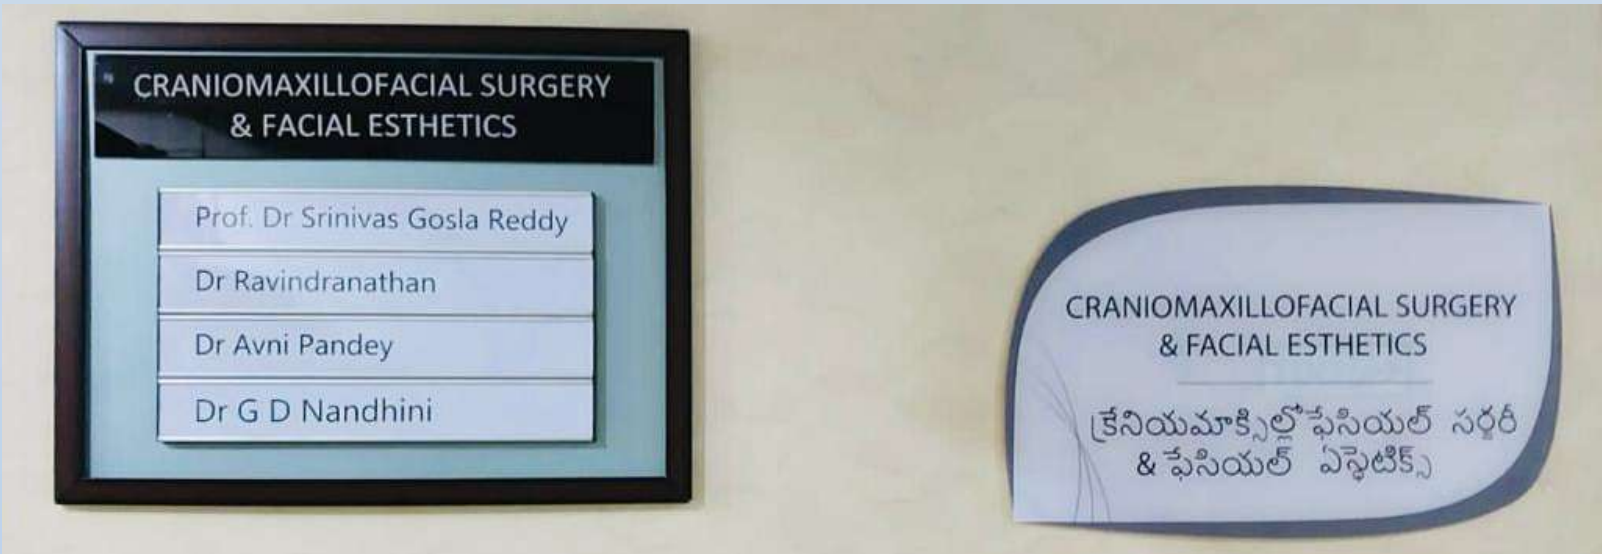 CRANIOMAXILLOFACIAL SURGERY
& FACIAL ESTHETICS
Prof. Dr Srinivas Gosla Reddy
Dr Ravindranathan
Dr Avni Pandey
Dr G D Nandhini
CRANIOMAXILLOFACIAL SURGERY
& FACIAL ESTHETICS
క్రేనియమాక్సిల్లోఫేసియల్ సర్జరీ
& ఫేసియల్ ఏస్థెటిక్స్